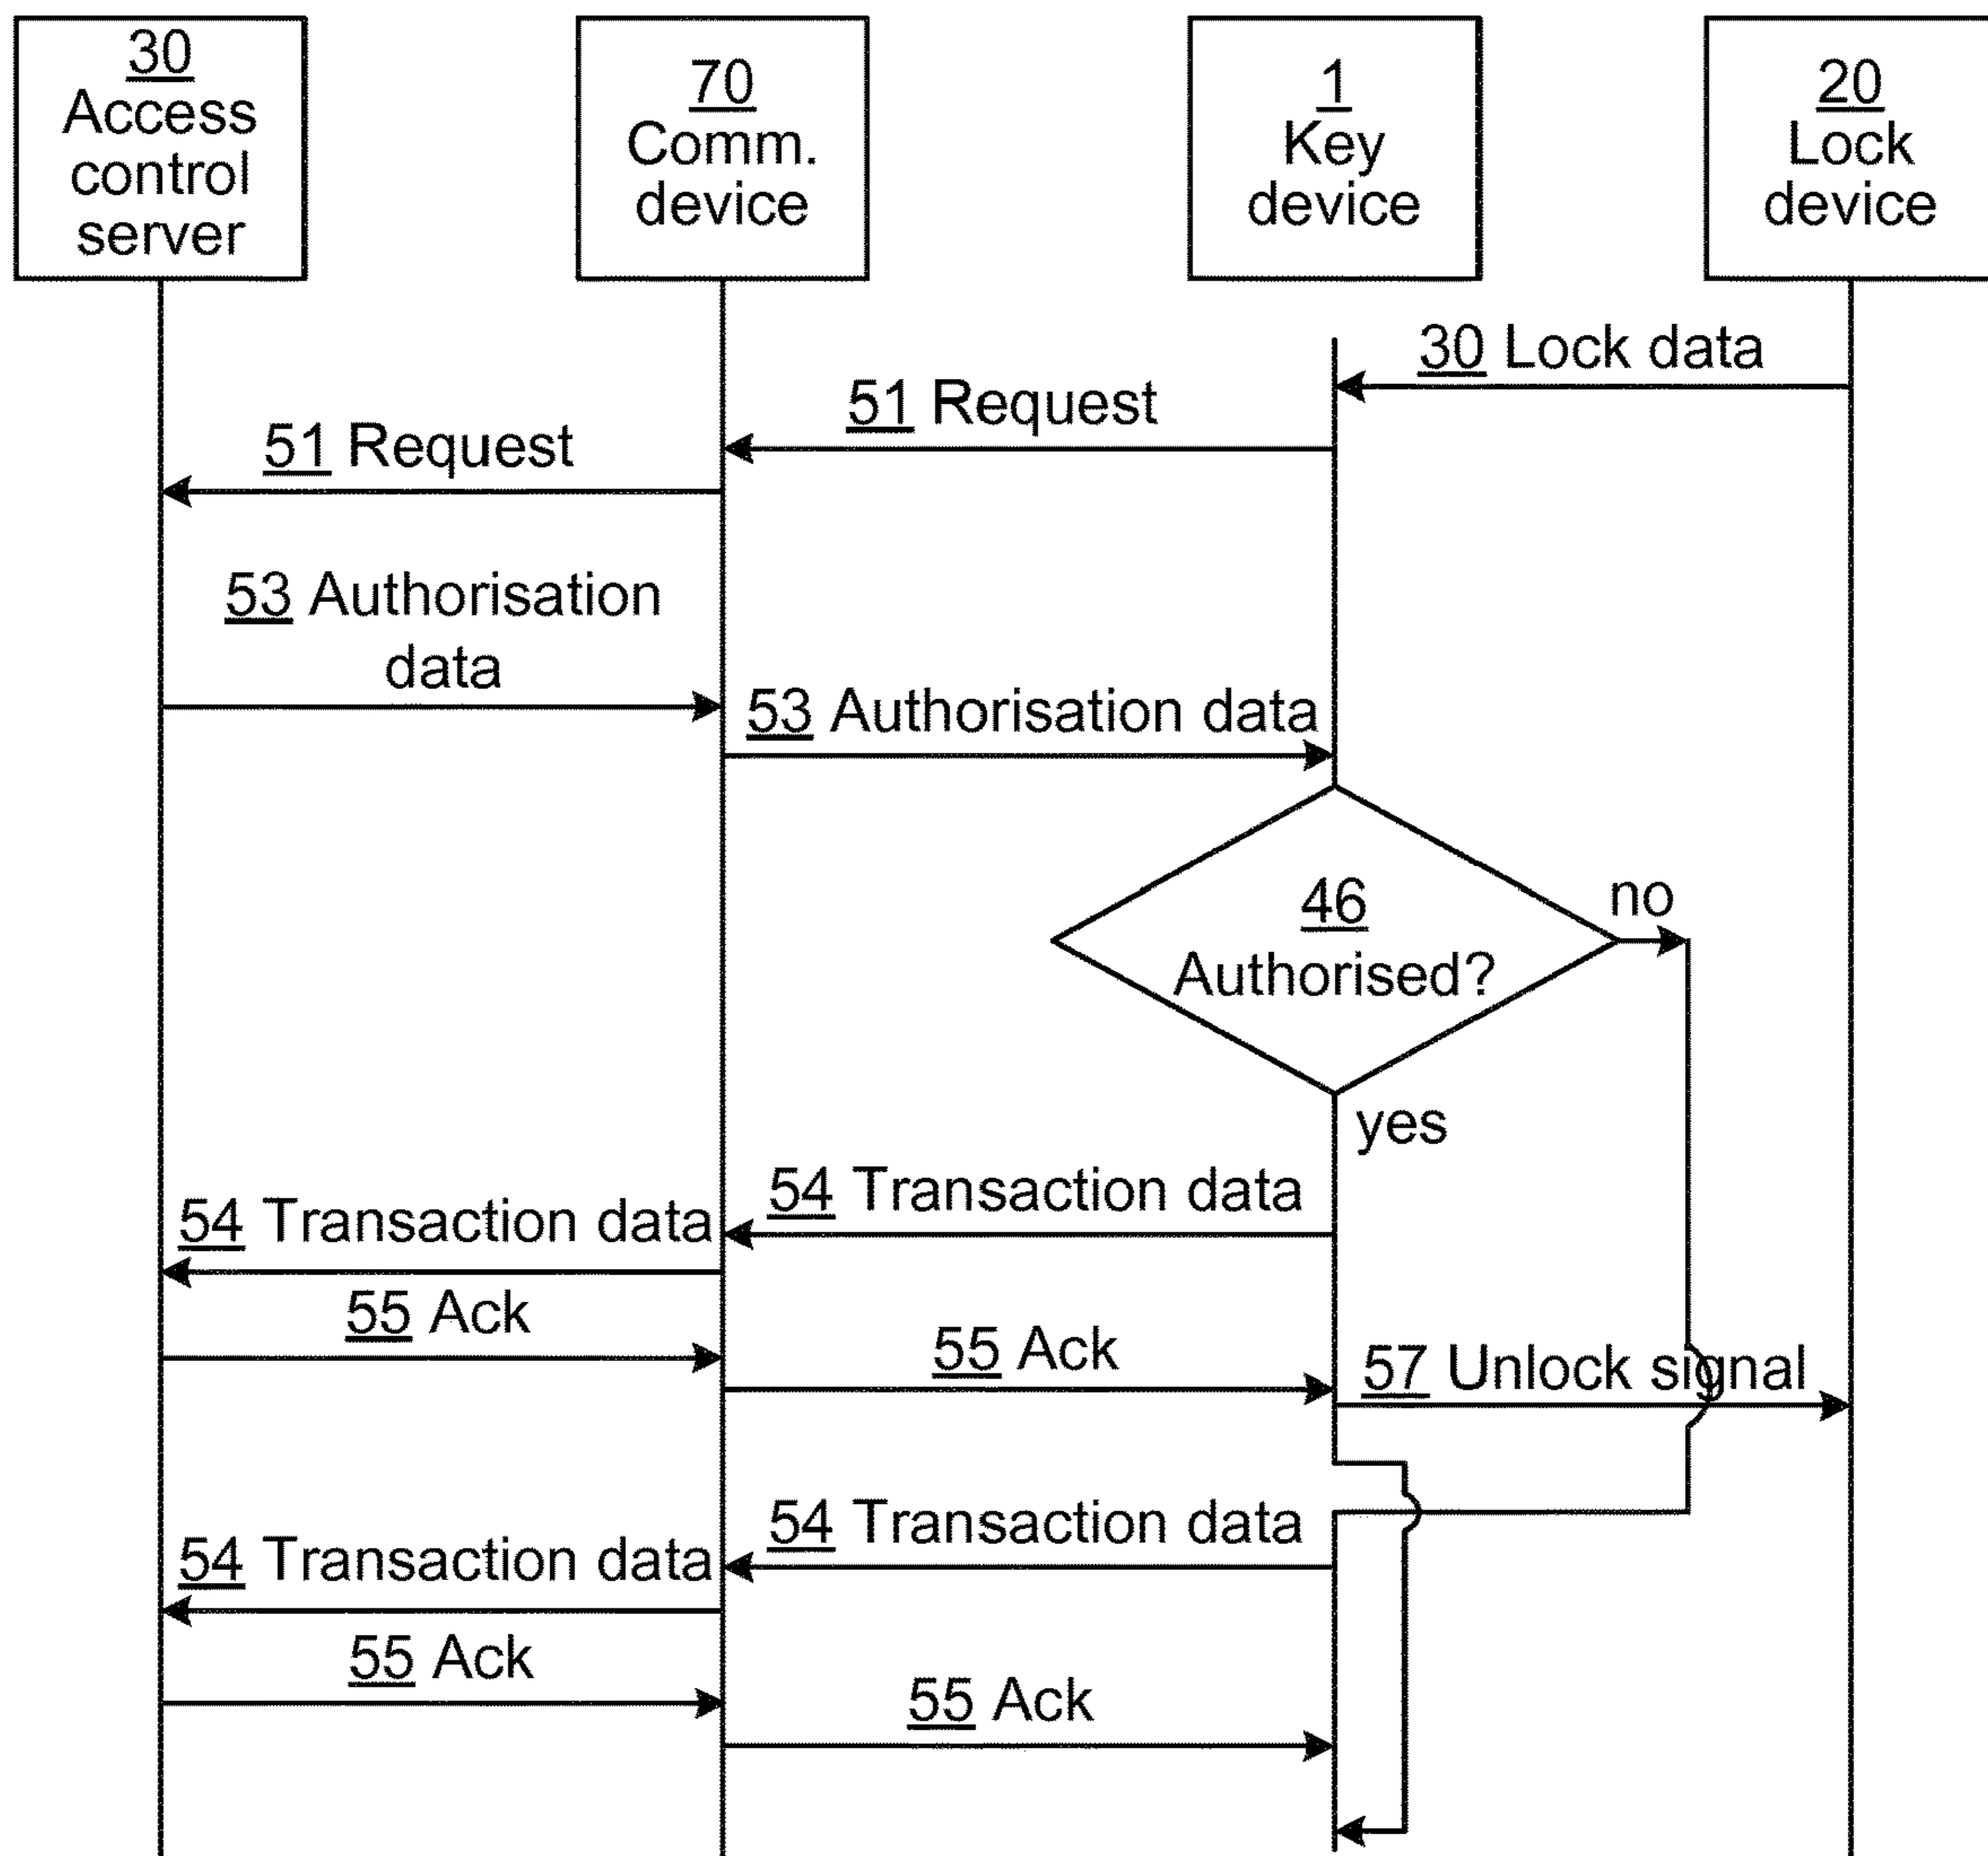 30
Access
control
server
70
Comm.
device
1
Key
device
20
Lock
device
30 Lock data
51 Request
51 Request
53 Authorisation
data
53 Authorisation data
46
Authorised?
no
yes
54 Transaction data
54 Transaction data
55 Ack
55 Ack
57 Unlock signal
54 Transaction data
54 Transaction data
55 Ack
55 Ack